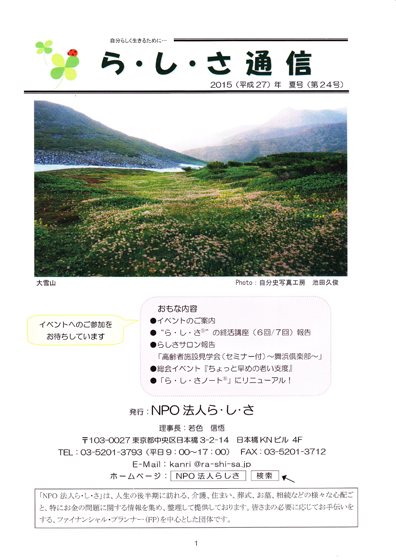 自分らしく生きるために…
ら・し・さ通信
2015(平成27)年 夏号(第24号)
大雪山
Photo:自分史写真工房 池田久俊
イベントへのご参加を
お待ちしています
おもな内容
●イベントのご案内
●“ら・し・さ®”の終活講座(6回/7回)報告
●らしさサロン報告
「高齢者施設見学会(セミナー付)〜舞浜倶楽部〜」
●総会イベント『ちょっと早めの老い支度』
●「ら・し・さノート®」にリニューアル!
発行:NPO法人ら・し・さ
理事長:若色 信悟
〒103-0027 東京都中央区日本橋3-2-14 日本橋KNビル 4F
TEL:03-5201-3793(平日9:00〜17:00) FAX:03-5201-3712
E-Mail:kanri@ra-shi-sa.jp
ホームページ: NPO法人らしさ 検索
「NPO法人ら・し・さ」は、人生の後半期に訪れる、介護、住まい、葬式、お墓、相続などの様々な心配ご
と、特にお金の問題に関する情報を集め、整理して提供しております。皆さまの必要に応じてお手伝いを
する、ファイナンシャル・プランナー(FP)を中心とした団体です。
1